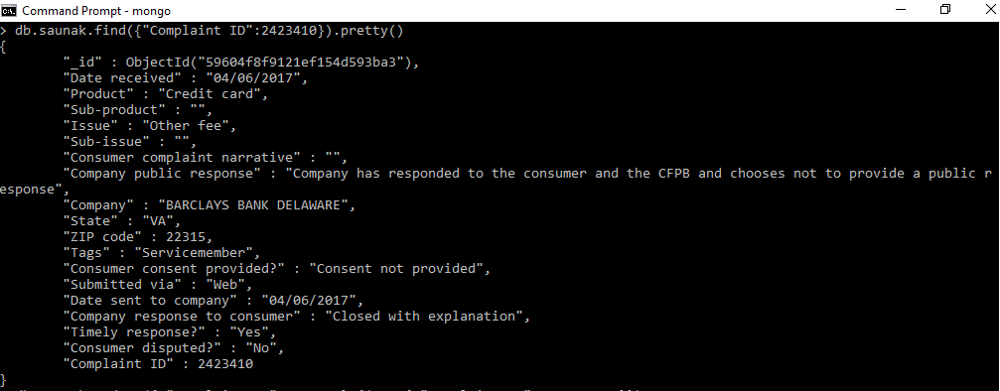 Command Prompt - mongo
> db.saunak.find({"Complaint ID":2423410}).pretty()
{
        "_id" : ObjectId("59604f8f9121ef154d593ba3"),
        "Date received" : "04/06/2017",
        "Product" : "Credit card",
        "Sub-product" : "",
        "Issue" : "Other fee",
        "Sub-issue" : "",
        "Consumer complaint narrative" : "",
        "Company public response" : "Company has responded to the consumer and the CFPB and chooses not to provide a public r
esponse",
        "Company" : "BARCLAYS BANK DELAWARE",
        "State" : "VA",
        "ZIP code" : 22315,
        "Tags" : "Servicemember",
        "Consumer consent provided?" : "Consent not provided",
        "Submitted via" : "Web",
        "Date sent to company" : "04/06/2017",
        "Company response to consumer" : "Closed with explanation",
        "Timely response?" : "Yes",
        "Consumer disputed?" : "No",
        "Complaint ID" : 2423410
}